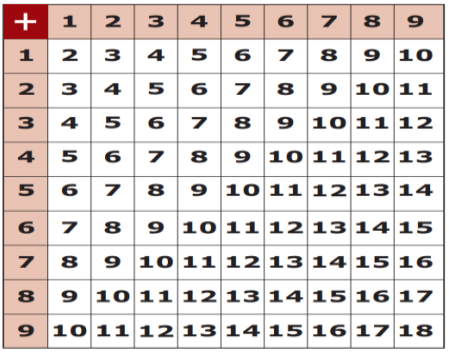 + 1 2 3 4 5 6 7 8 9
1 2 3 4 5 6 7 8 9 10
2 3 4 5 6 7 8 9 10 11
3 4 5 6 7 8 9 10 11 12
4 5 6 7 8 9 10 11 12 13
5 6 7 8 9 10 11 12 13 14
6 7 8 9 10 11 12 13 14 15
7 8 9 10 11 12 13 14 15 16
8 9 10 11 12 13 14 15 16 17
9 10 11 12 13 14 15 16 17 18